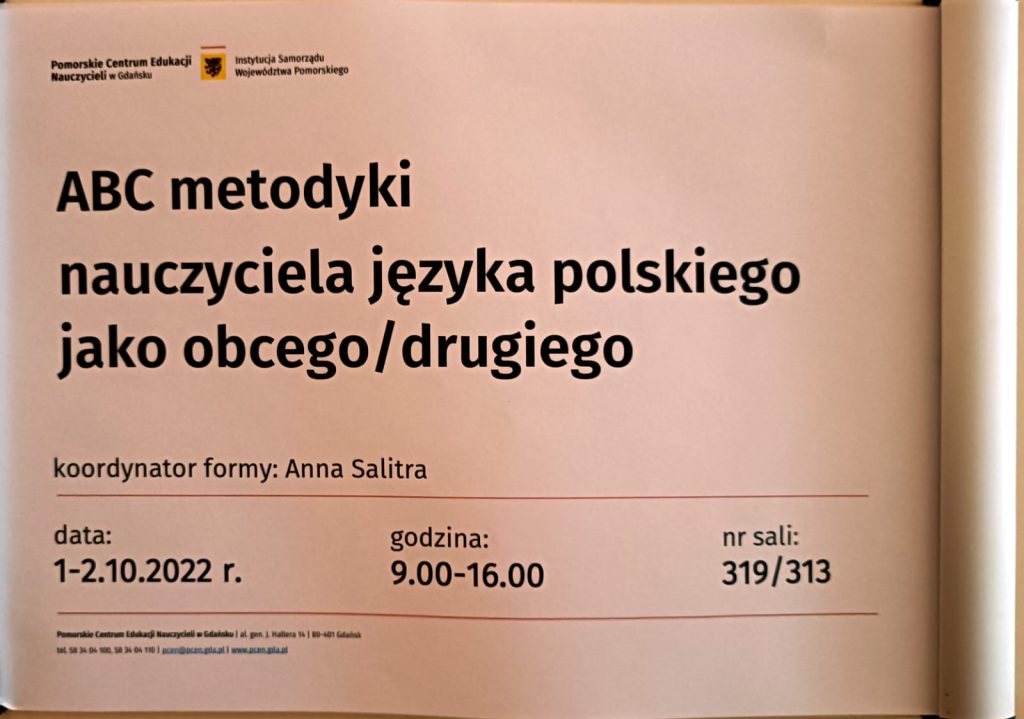 Pomorskie Centrum Edukacji
Nauczycieli w Gdańsku
Instytucja Samorządu
Województwa Pomorskiego
ABC metodyki
nauczyciela języka polskiego
jako obcego/drugiego
koordynator formy: Anna Salitra
data:
1-2.10.2022 r.
godzina:
9.00-16.00
nr sali:
319/313
Pomorskie Centrum Edukacji Nauczycieli w Gdańsku | al. gen. J. Hallera 14 | 80-401 Gdańsk
tel. 58 34 04 100, 58 34 04 110 | pcen@pcen.gda.pl | www.pcen.gda.pl